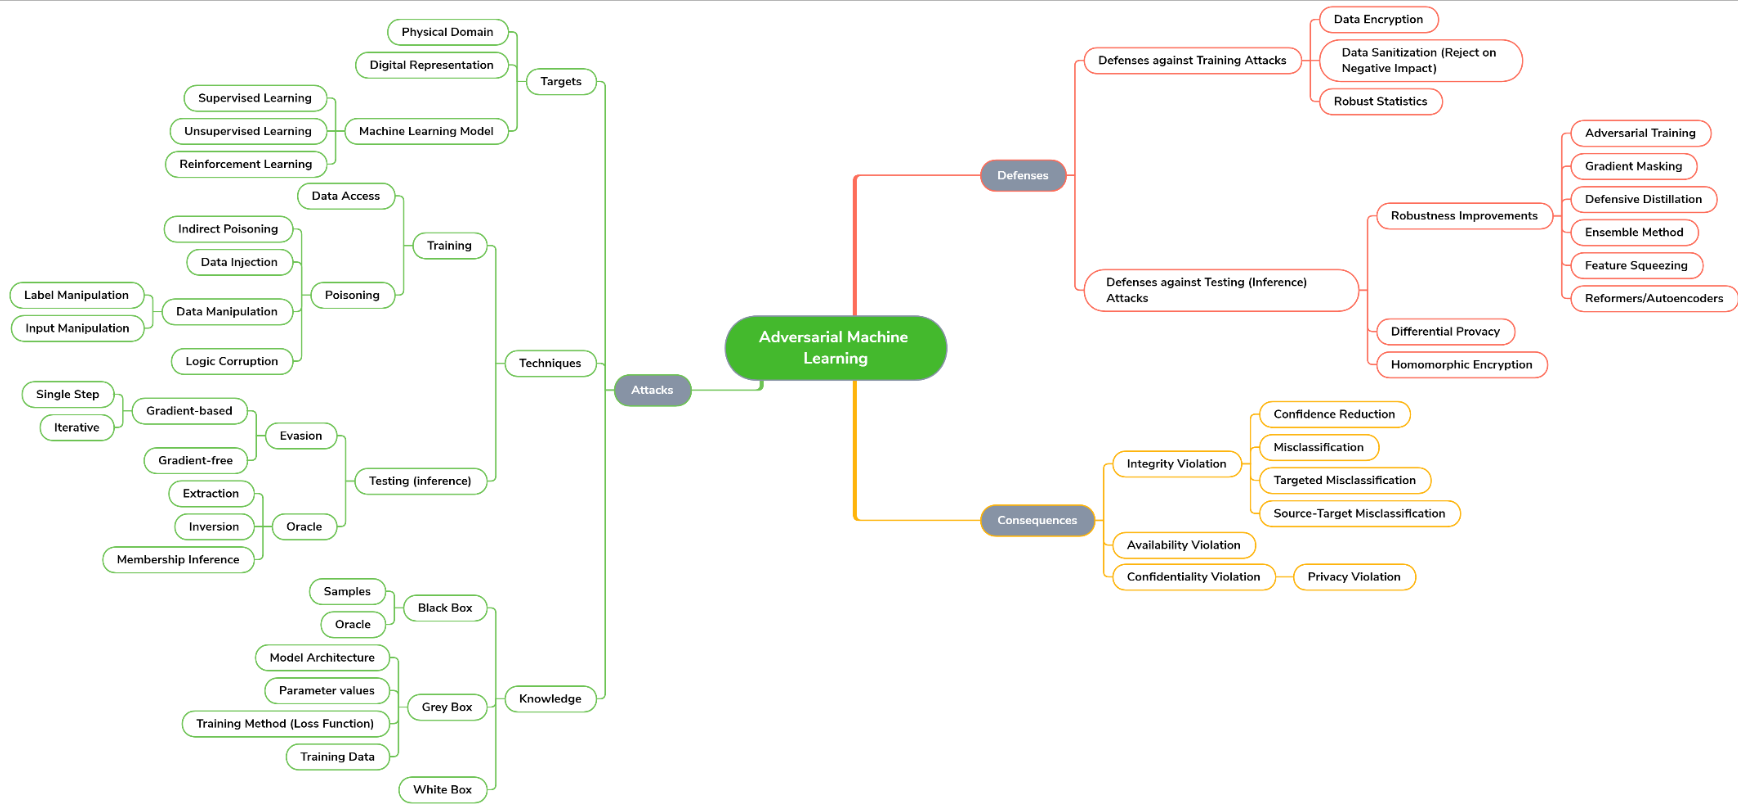 Adversarial Machine
Learning
Attacks
Targets
Physical Domain
Digital Representation
Machine Learning Model
Supervised Learning
Unsupervised Learning
Reinforcement Learning
Techniques
Training
Data Access
Poisoning
Indirect Poisoning
Data Injection
Data Manipulation
Label Manipulation
Input Manipulation
Logic Corruption
Testing (inference)
Evasion
Gradient-based
Single Step
Iterative
Gradient-free
Oracle
Extraction
Inversion
Membership Inference
Knowledge
Black Box
Samples
Oracle
Grey Box
Model Architecture
Parameter values
Training Method (Loss Function)
Training Data
White Box
Defenses
Defenses against Training Attacks
Data Encryption
Data Sanitization (Reject on
Negative Impact)
Robust Statistics
Defenses against Testing (Inference)
Attacks
Robustness Improvements
Adversarial Training
Gradient Masking
Defensive Distillation
Ensemble Method
Feature Squeezing
Reformers/Autoencoders
Differential Provacy
Homomorphic Encryption
Consequences
Integrity Violation
Confidence Reduction
Misclassification
Targeted Misclassification
Source-Target Misclassification
Availability Violation
Confidentiality Violation
Privacy Violation